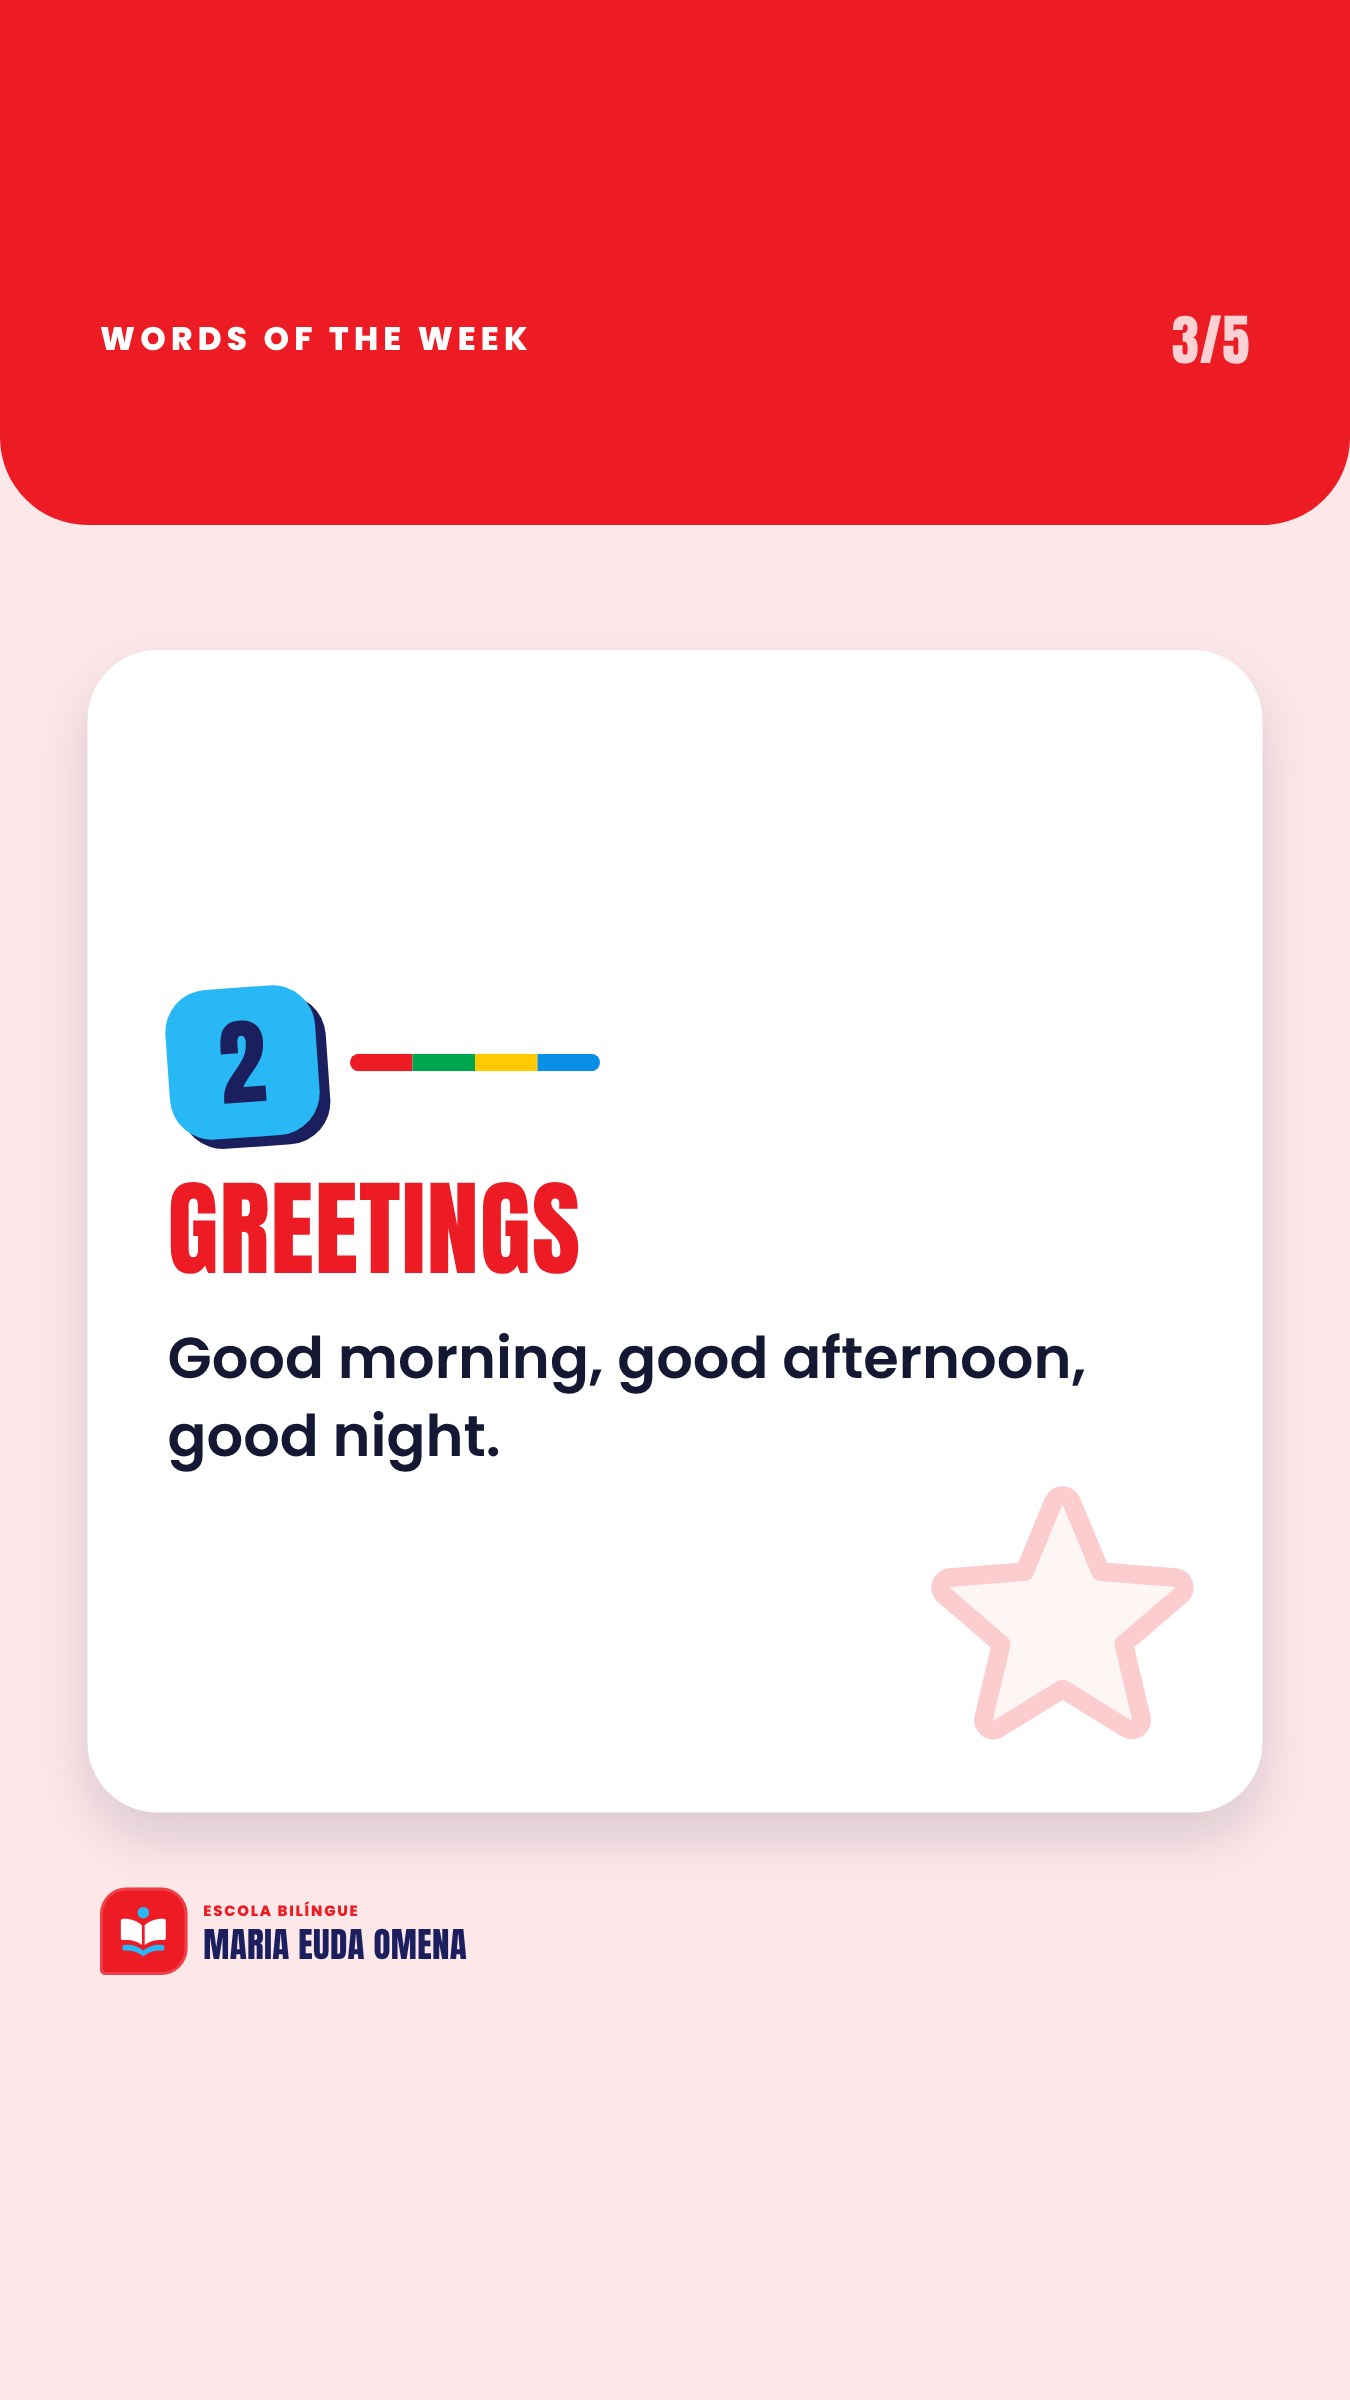 WORDS OF THE WEEK
3/5
2
GREETINGS
Good morning, good afternoon,
good night.
ESCOLA BILÍNGUE
MARIA EUDA OMENA